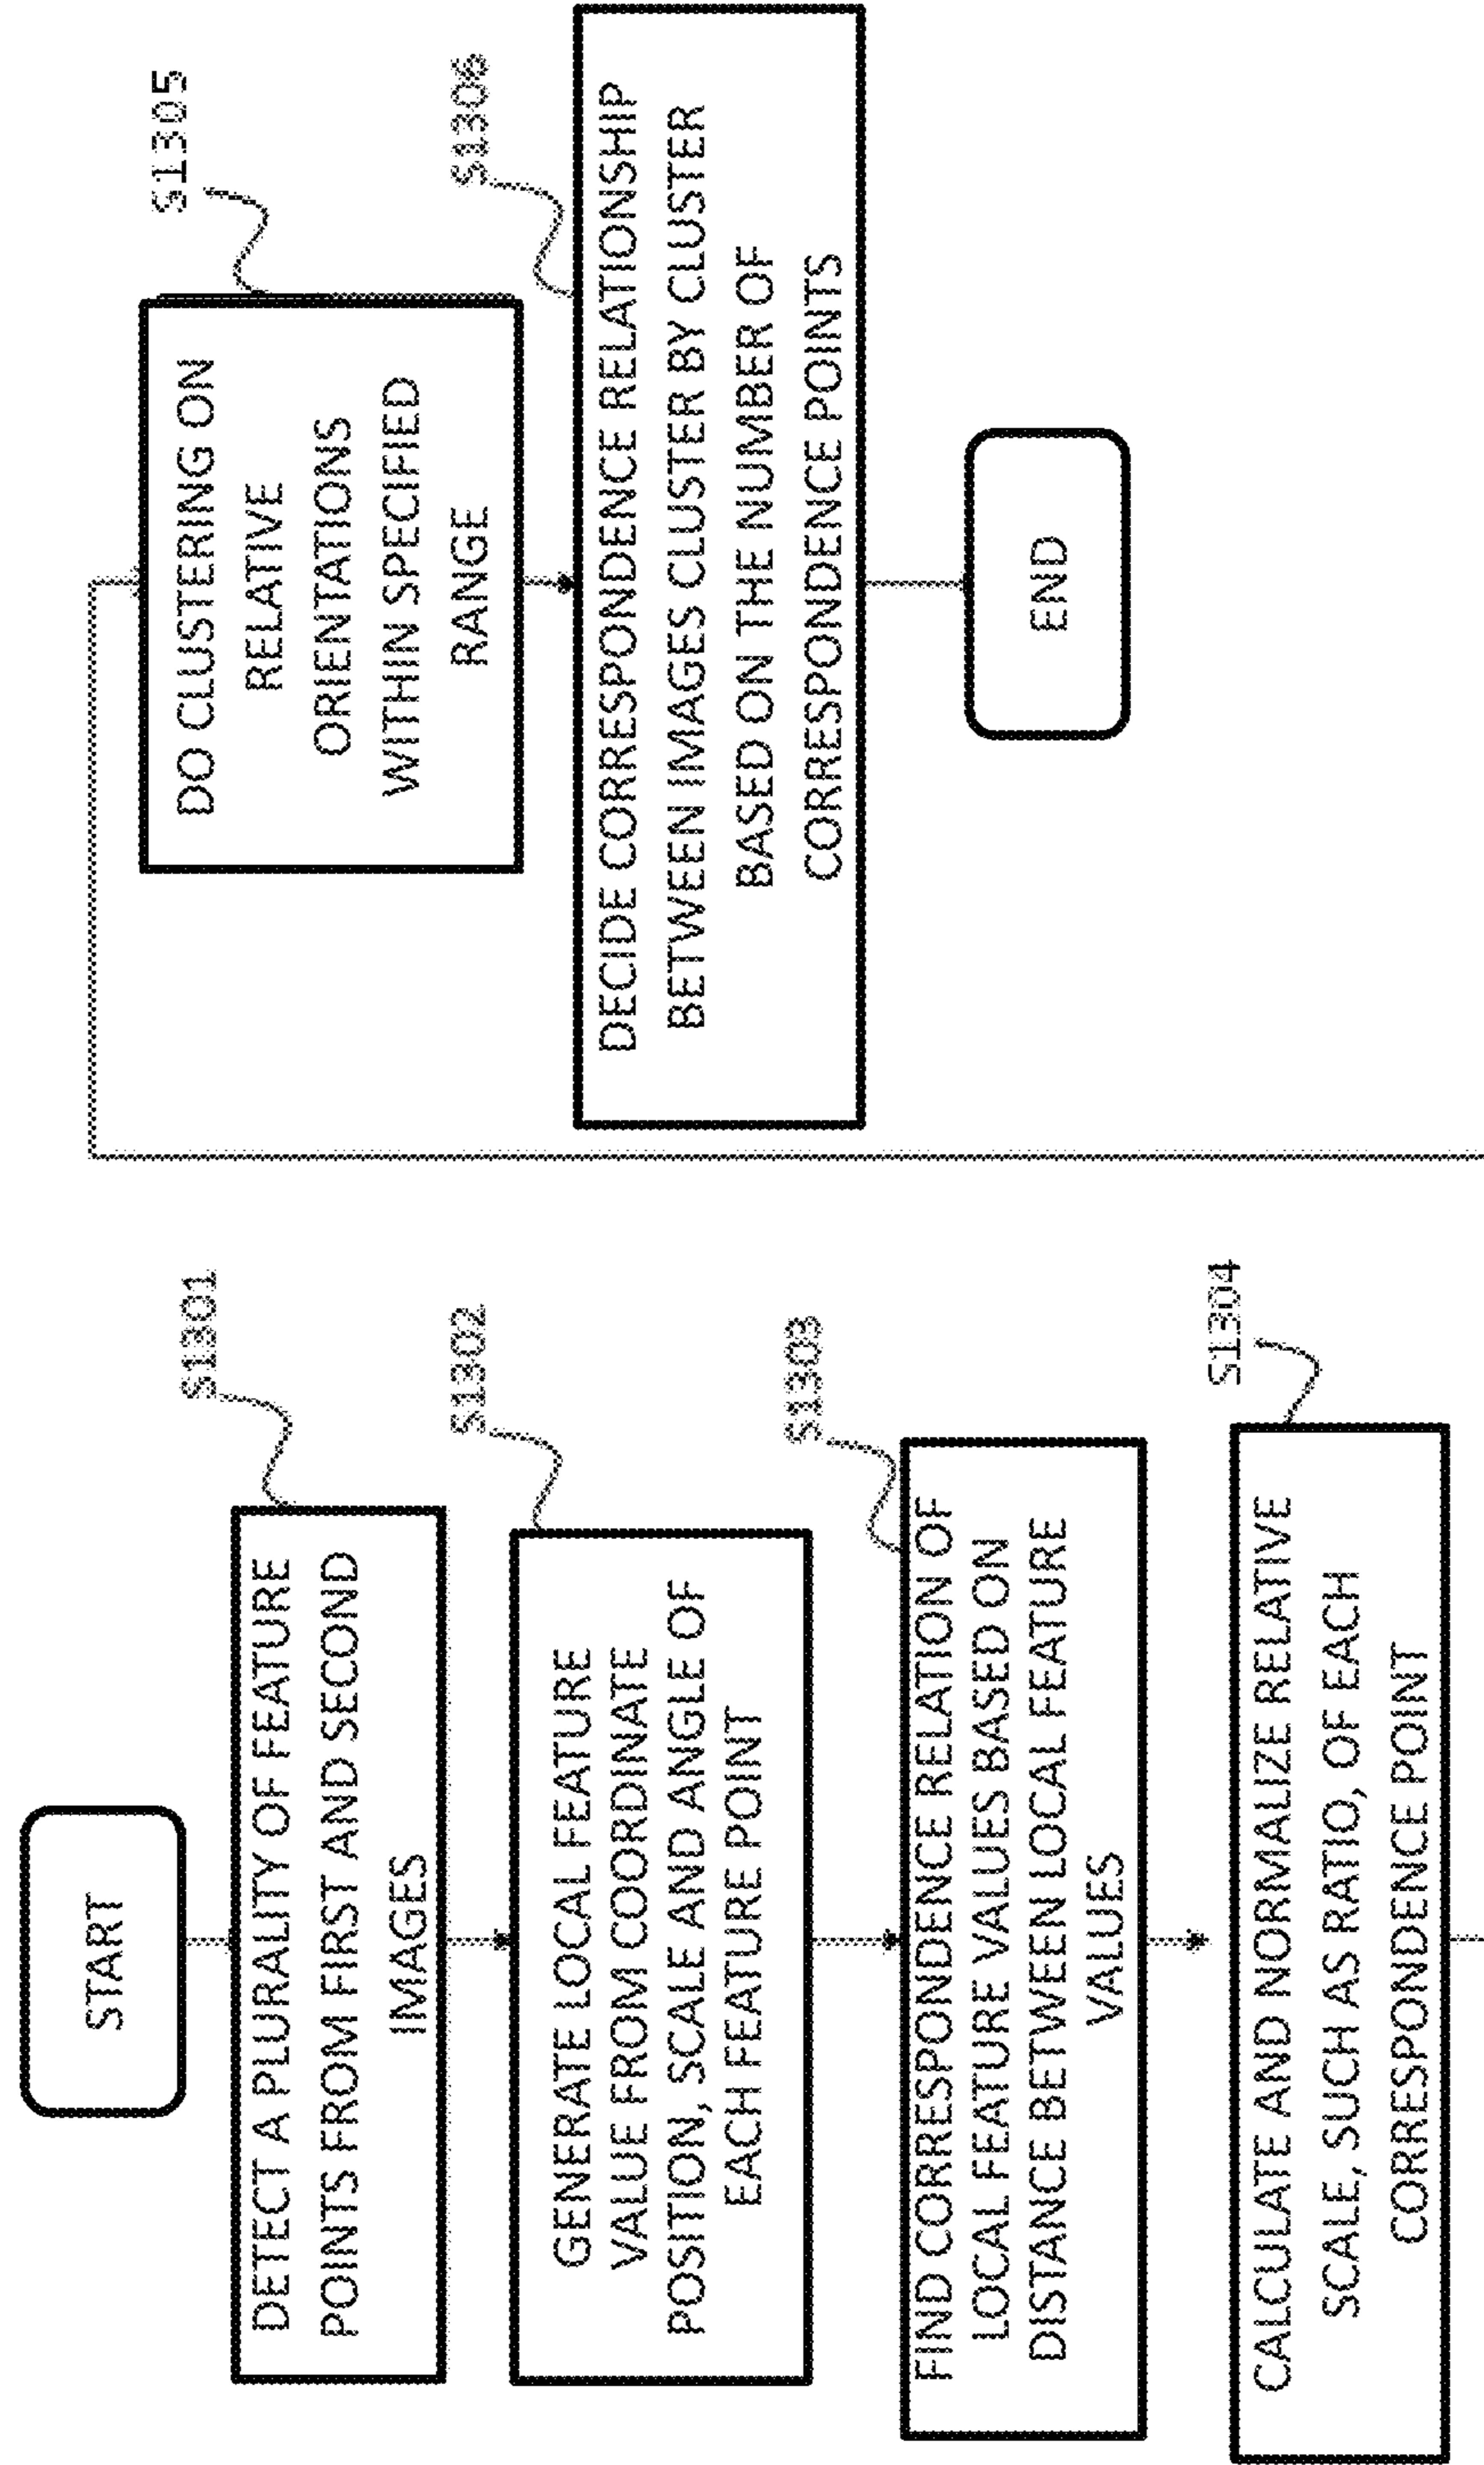 START
S1301
DETECT A PLURALITY OF FEATURE
POINTS FROM FIRST AND SECOND
IMAGES
S1302
GENERATE LOCAL FEATURE
VALUE FROM COORDINATE
POSITION, SCALE AND ANGLE OF
EACH FEATURE POINT
S1303
FIND CORRESPONDENCE RELATION OF
LOCAL FEATURE VALUES BASED ON
DISTANCE BETWEEN LOCAL FEATURE
VALUES
S1304
CALCULATE AND NORMALIZE RELATIVE
SCALE, SUCH AS RATIO, OF EACH
CORRESPONDENCE POINT
S1305
DO CLUSTERING ON
RELATIVE
ORIENTATIONS
WITHIN SPECIFIED
RANGE
S1306
DECIDE CORRESPONDENCE RELATIONSHIP
BETWEEN IMAGES CLUSTER BY CLUSTER
BASED ON THE NUMBER OF
CORRESPONDENCE POINTS
END